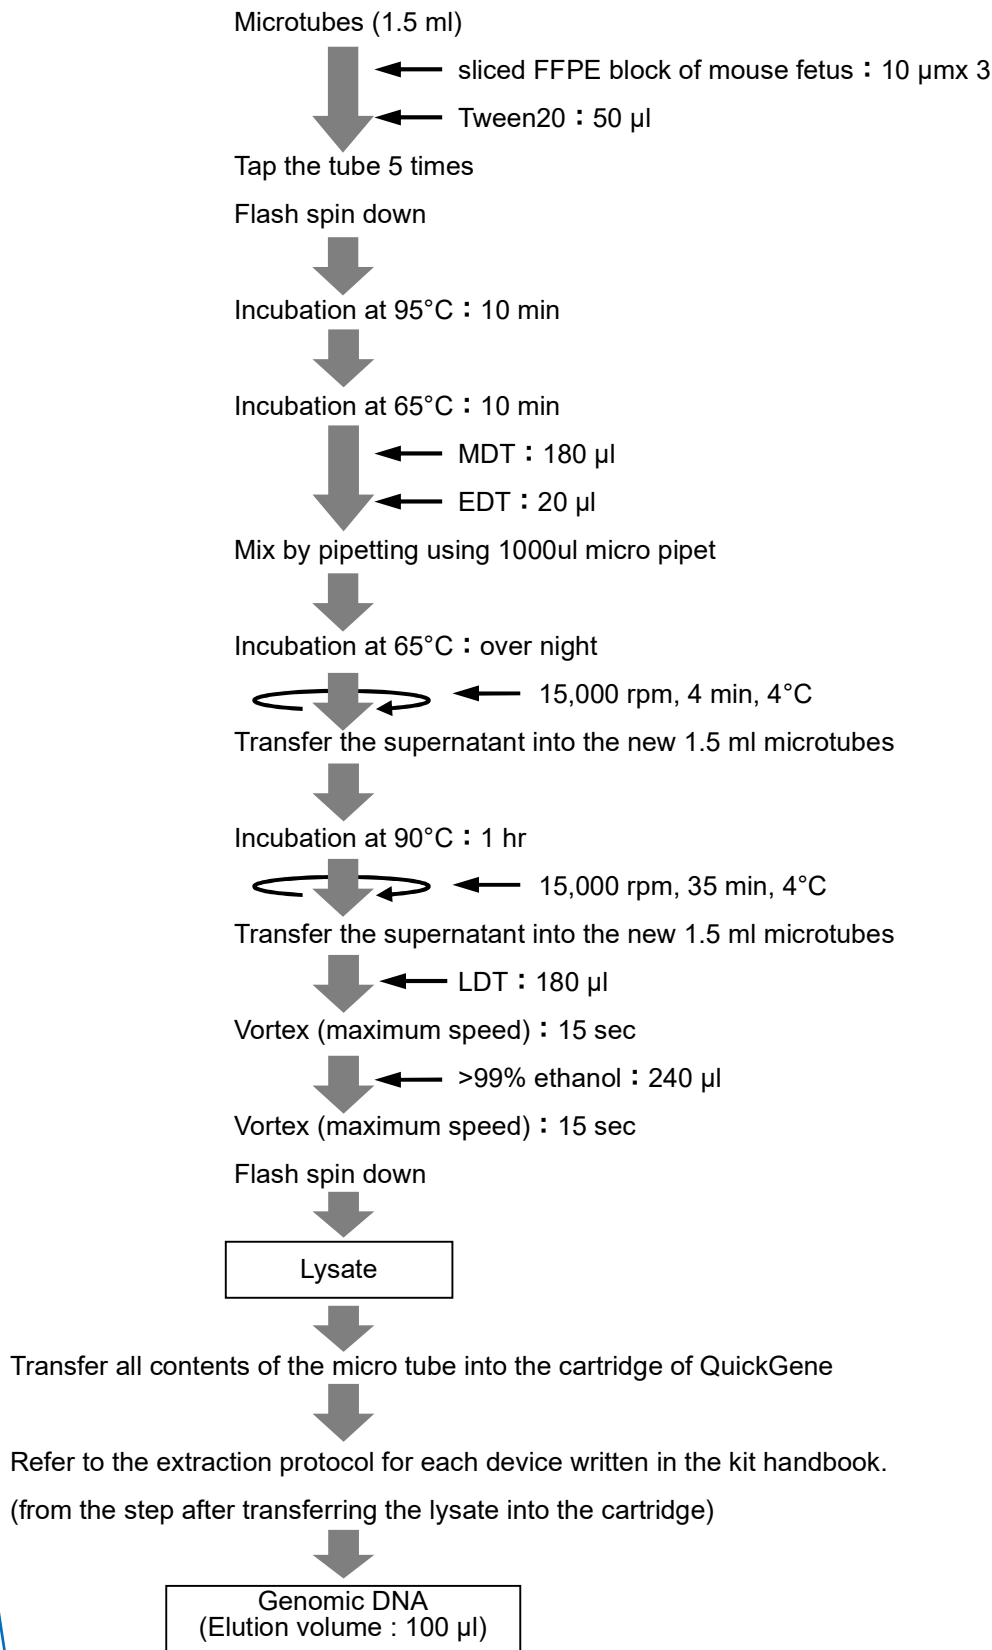 Microtubes (1.5 ml)
sliced FFPE block of mouse fetus：10 μmx 3
Tween20：50 μl
Tap the tube 5 times
Flash spin down
Incubation at 95°C：10 min
Incubation at 65°C：10 min
MDT：180 μl
EDT：20 μl
Mix by pipetting using 1000ul micro pipet
Incubation at 65°C：over night
15,000 rpm, 4 min, 4°C
Transfer the supernatant into the new 1.5 ml microtubes
Incubation at 90°C：1 hr
15,000 rpm, 35 min, 4°C
Transfer the supernatant into the new 1.5 ml microtubes
LDT：180 μl
Vortex (maximum speed)：15 sec
>99% ethanol：240 μl
Vortex (maximum speed)：15 sec
Flash spin down
Lysate
Transfer all contents of the micro tube into the cartridge of QuickGene
Refer to the extraction protocol for each device written in the kit handbook.
(from the step after transferring the lysate into the cartridge)
Genomic DNA
(Elution volume : 100 μl)